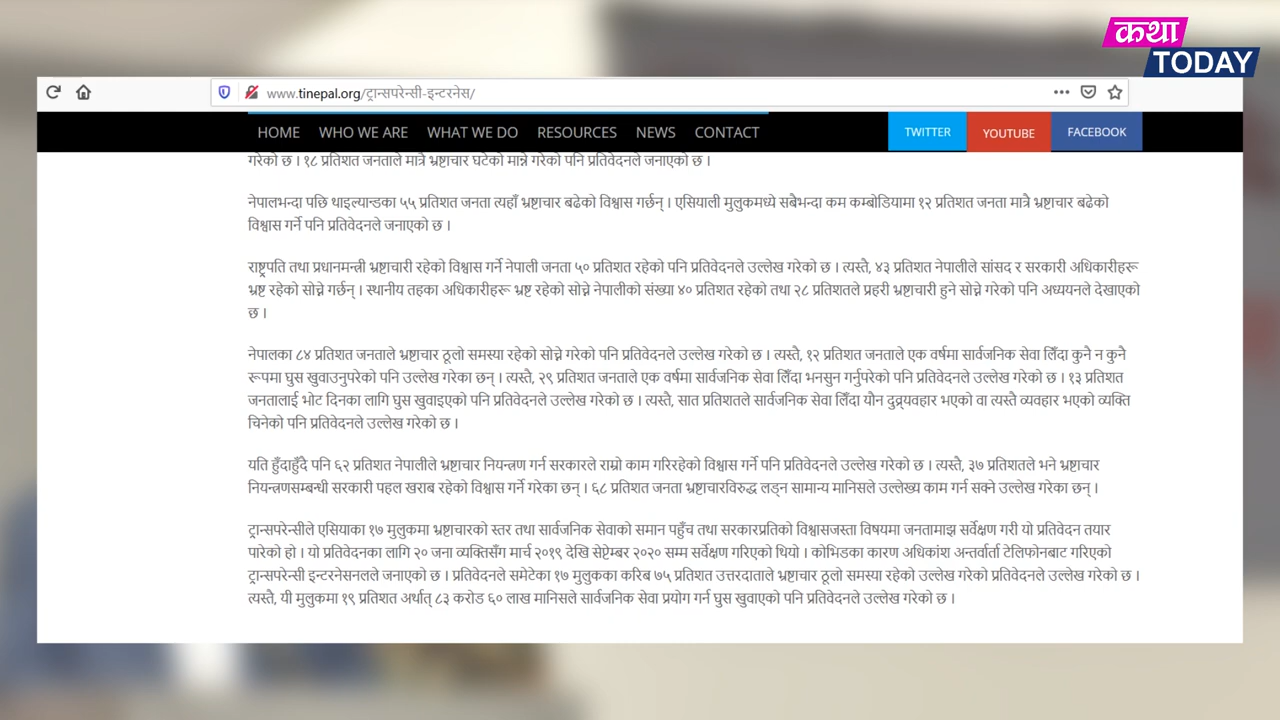 कथा
TODAY
www.tinepal.org/ट्रान्सपरेन्सी-इन्टरनेस/
HOME WHO WE ARE WHAT WE DO RESOURCES NEWS CONTACT TWITTER YOUTUBE FACEBOOK
गरेको छ । १८ प्रतिशत जनताले मात्रै भ्रष्टाचार घटेको मान्ने गरेको पनि प्रतिवेदनले जनाएको छ ।
नेपालभन्दा पछि थाइल्यान्डका ५५ प्रतिशत जनता त्यहाँ भ्रष्टाचार बढेको विश्वास गर्छन् । एसियाली मुलुकमध्ये सबैभन्दा कम कम्बोडियामा १२ प्रतिशत जनता मात्रै भ्रष्टाचार बढेको
विश्वास गर्ने पनि प्रतिवेदनले जनाएको छ ।
राष्ट्रपति तथा प्रधानमन्त्री भ्रष्टाचारी रहेको विश्वास गर्ने नेपाली जनता ५० प्रतिशत रहेको पनि प्रतिवेदनले उल्लेख गरेको छ । त्यस्तै, ४३ प्रतिशत नेपालीले सांसद र सरकारी अधिकारीहरू
भ्रष्ट रहेको सोच्ने गर्छन् । स्थानीय तहका अधिकारीहरू भ्रष्ट रहेको सोच्ने नेपालीको संख्या ४० प्रतिशत रहेको तथा २८ प्रतिशतले प्रहरी भ्रष्टाचारी हुने सोच्ने गरेको पनि अध्ययनले देखाएको
छ ।
नेपालका ८४ प्रतिशत जनताले भ्रष्टाचार ठूलो समस्या रहेको सोच्ने गरेको पनि प्रतिवेदनले उल्लेख गरेको छ । त्यस्तै, १२ प्रतिशत जनताले एक वर्षमा सार्वजनिक सेवा लिँदा कुनै न कुनै
रूपमा घुस खुवाउनुपरेको पनि उल्लेख गरेका छन् । त्यस्तै, २९ प्रतिशत जनताले एक वर्षमा सार्वजनिक सेवा लिँदा भनसुन गर्नुपरेको पनि प्रतिवेदनले उल्लेख गरेको छ । १३ प्रतिशत
जनतालाई भोट दिनका लागि घुस खुवाइएको पनि प्रतिवेदनले उल्लेख गरेको छ । त्यस्तै, सात प्रतिशतले सार्वजनिक सेवा लिँदा यौन दुव्र्यवहार भएको वा त्यस्तै व्यवहार भएको व्यक्ति
चिनेको पनि प्रतिवेदनले उल्लेख गरेको छ ।
यति हुँदाहुँदै पनि ६२ प्रतिशत नेपालीले भ्रष्टाचार नियन्त्रण गर्न सरकारले राम्रो काम गरिरहेको विश्वास गर्ने पनि प्रतिवेदनले उल्लेख गरेको छ । त्यस्तै, ३७ प्रतिशतले भने भ्रष्टाचार
नियन्त्रणसम्बन्धी सरकारी पहल खराब रहेको विश्वास गर्ने गरेका छन् । ६८ प्रतिशत जनता भ्रष्टाचारविरुद्ध लड्न सामान्य मानिसले उल्लेख्य काम गर्न सक्ने उल्लेख गरेका छन् ।
ट्रान्सपरेन्सीले एसियाका १७ मुलुकमा भ्रष्टाचारको स्तर तथा सार्वजनिक सेवाको समान पहुँच तथा सरकारप्रतिको विश्वासजस्ता विषयमा जनतामाझ सर्वेक्षण गरी यो प्रतिवेदन तयार
पारेको हो । यो प्रतिवेदनका लागि २० जना व्यक्तिसँग मार्च २०१९ देखि सेप्टेम्बर २०२० सम्म सर्वेक्षण गरिएको थियो । कोभिडका कारण अधिकांश अन्तर्वार्ता टेलिफोनबाट गरिएको
ट्रान्सपरेन्सी इन्टरनेसनलले जनाएको छ । प्रतिवेदनले समेटेका १७ मुलुकका करिब ७५ प्रतिशत उत्तरदाताले भ्रष्टाचार ठूलो समस्या रहेको उल्लेख गरेको प्रतिवेदनले उल्लेख गरेको छ ।
त्यस्तै, यी मुलुकमा १९ प्रतिशत अर्थात् ८३ करोड ६० लाख मानिसले सार्वजनिक सेवा प्रयोग गर्न घुस खुवाएको पनि प्रतिवेदनले उल्लेख गरेको छ ।